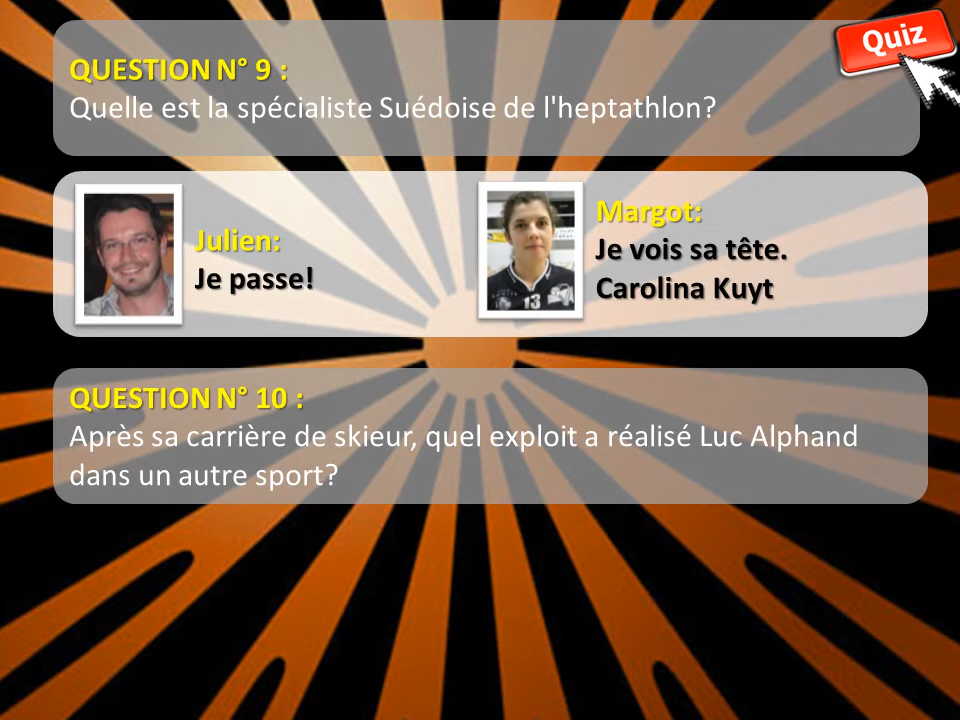 Quiz
QUESTION N° 9 :
Quelle est la spécialiste Suédoise de l'heptathlon?
Julien:
Je passe!
Margot:
Je vois sa tête.
Carolina Kuyt
13
QUESTION N° 10 :
Après sa carrière de skieur, quel exploit a réalisé Luc Alphand
dans un autre sport?